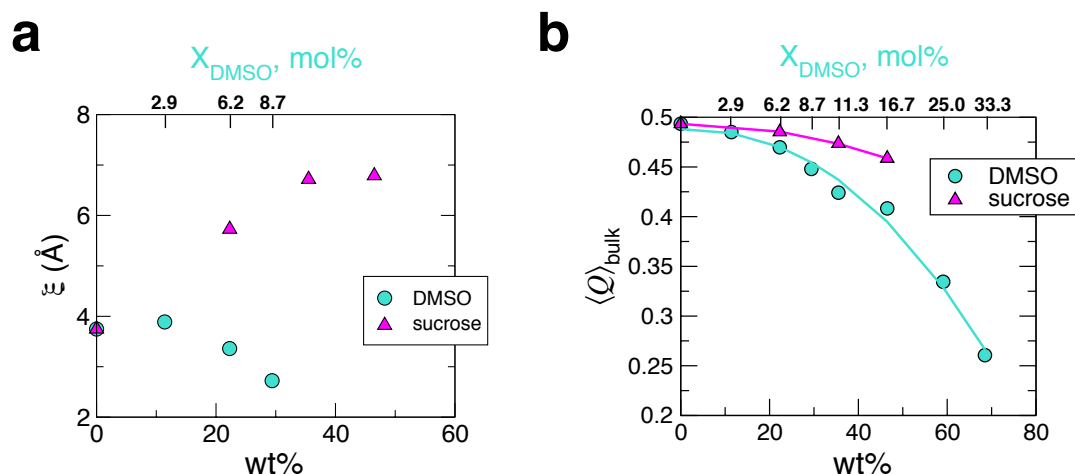 a
X_DMSO, mol%
2.9 6.2 8.7
8
6
4
2
ξ (Å)
DMSO
sucrose
0 20 40 60
wt%
b
X_DMSO, mol%
2.9 6.2 8.7 11.3 16.7 25.0 33.3
0.5
0.45
0.4
0.35
0.3
0.25
0.2
⟨Q⟩bulk
DMSO
sucrose
0 20 40 60 80
wt%